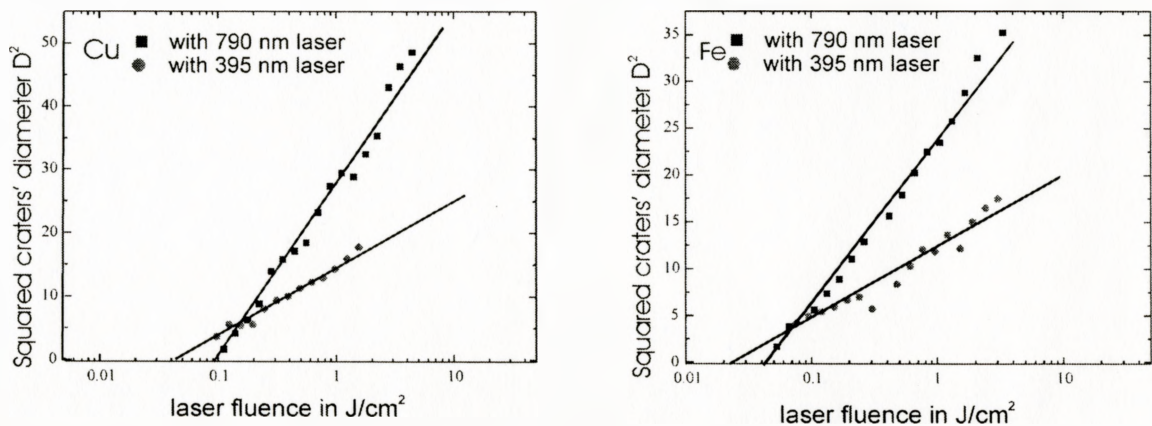 Cu
with 790 nm laser
with 395 nm laser
Squared craters' diameter D²
50
40
30
20
10
0
0.01
0.1
1
10
laser fluence in J/cm²
Fe
with 790 nm laser
with 395 nm laser
Squared craters' diameter D²
35
30
25
20
15
10
5
0
0.01
0.1
1
10
laser fluence in J/cm²